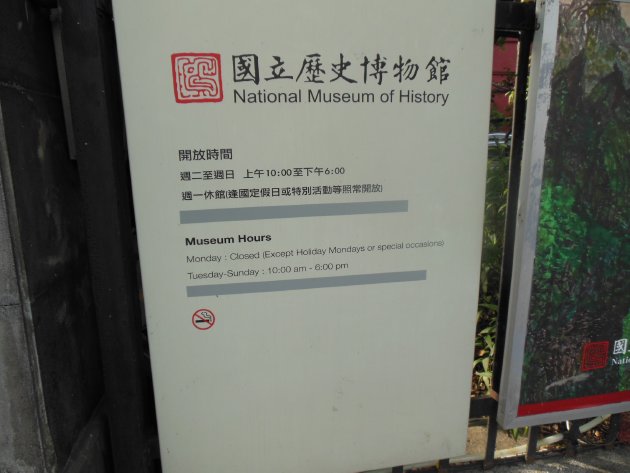 國立歷史博物館
National Museum of History
開放時間
週二至週日 上午10:00至下午6:00
週一休館(逢國定假日或特別活動等照常開放)
Museum Hours
Monday : Closed (Except Holiday Mondays or special occasions)
Tuesday-Sunday : 10:00 am - 6:00 pm
國